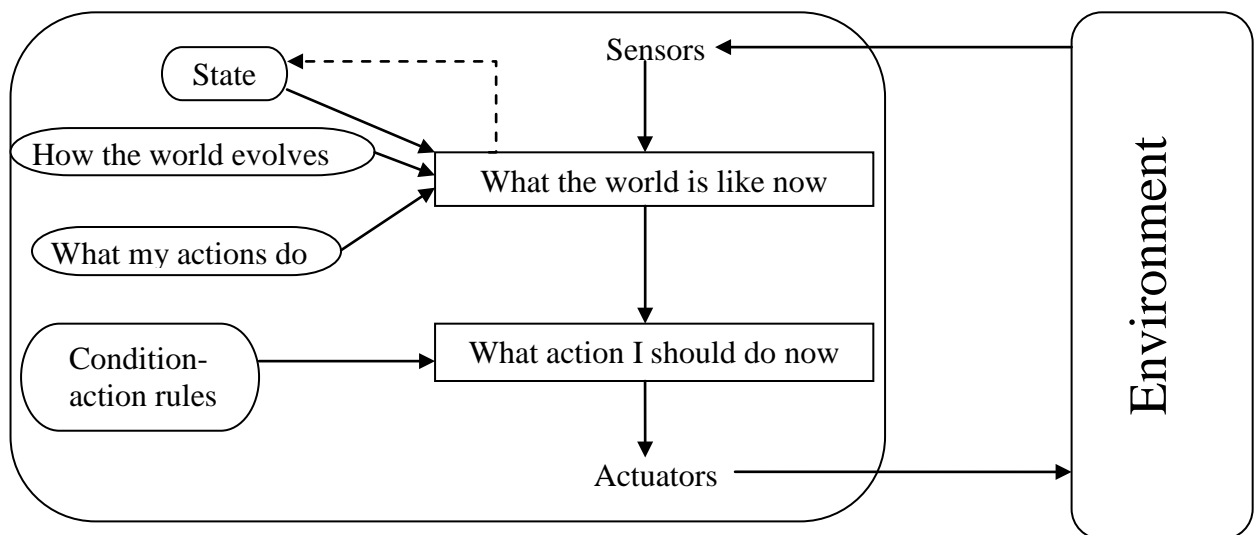 Sensors
State
How the world evolves
What the world is like now
What my actions do
Condition-
action rules
What action I should do now
Actuators
Environment